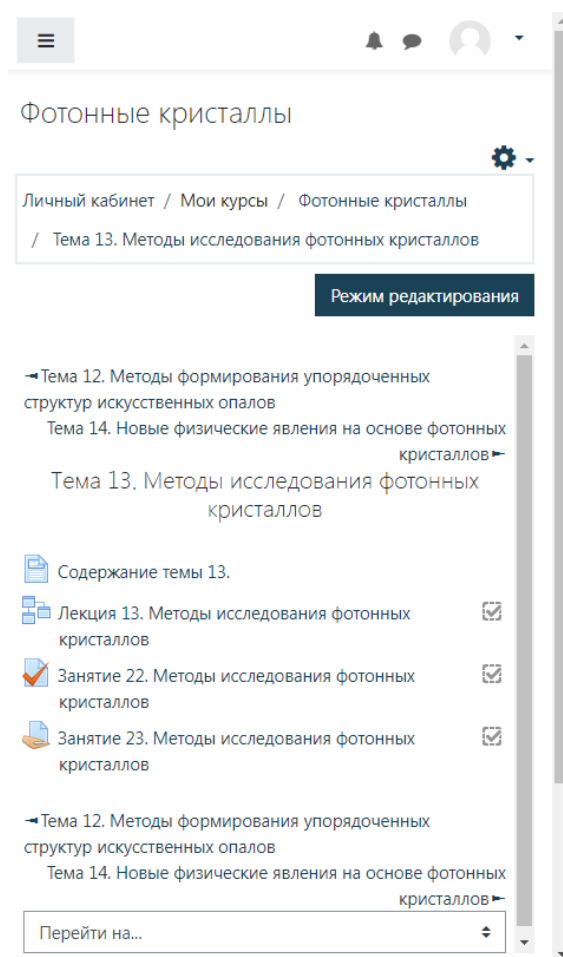 Фотонные кристаллы
Личный кабинет / Мои курсы / Фотонные кристаллы
/ Тема 13. Методы исследования фотонных кристаллов
Режим редактирования
Тема 12. Методы формирования упорядоченных
структур искусственных опалов
Тема 14. Новые физические явления на основе фотонных
кристаллов
Тема 13. Методы исследования фотонных
кристаллов
Содержание темы 13.
Лекция 13. Методы исследования фотонных
кристаллов
Занятие 22. Методы исследования фотонных
кристаллов
Занятие 23. Методы исследования фотонных
кристаллов
Тема 12. Методы формирования упорядоченных
структур искусственных опалов
Тема 14. Новые физические явления на основе фотонных
кристаллов
Перейти на...